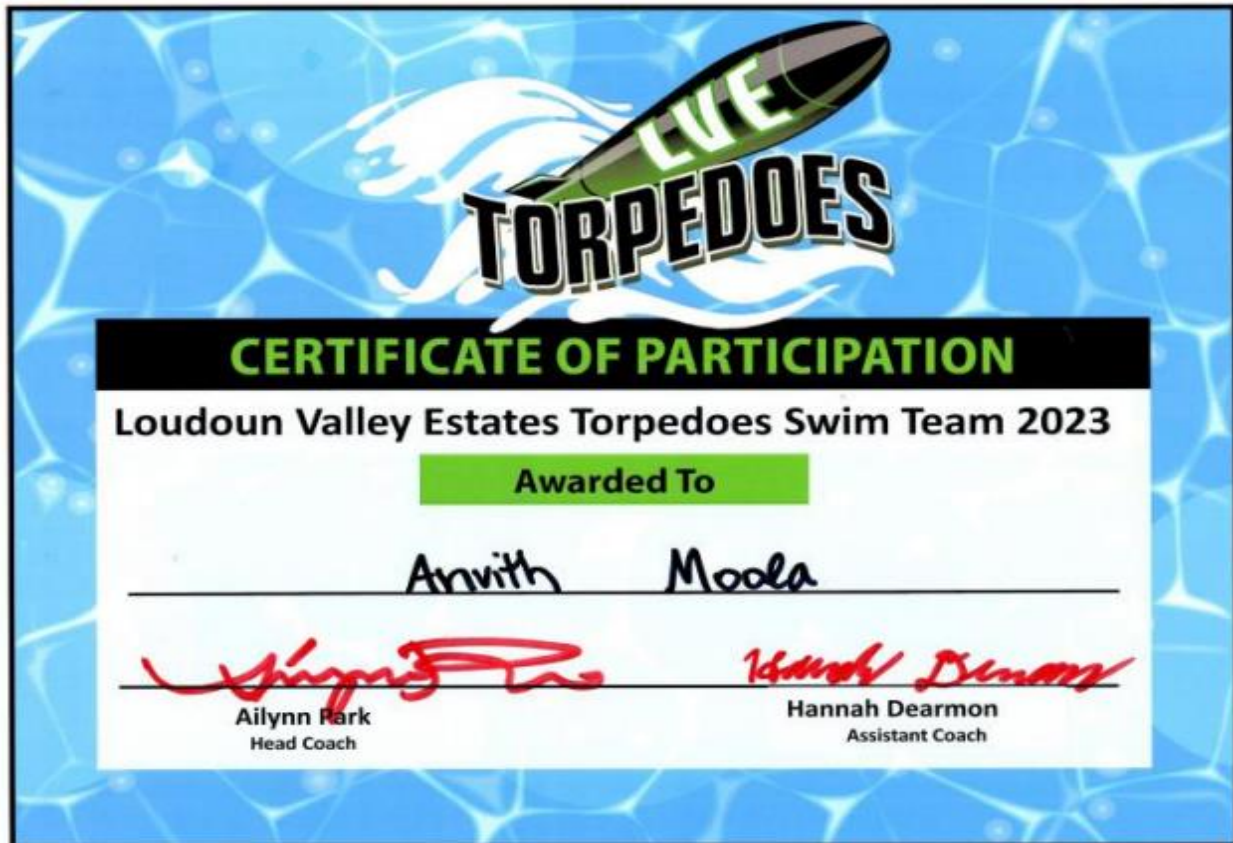 LVE
TORPEDOES
CERTIFICATE OF PARTICIPATION
Loudoun Valley Estates Torpedoes Swim Team 2023
Awarded To
Anvith Moola
Ailynn Park
Head Coach
Hannah Dearmon
Assistant Coach